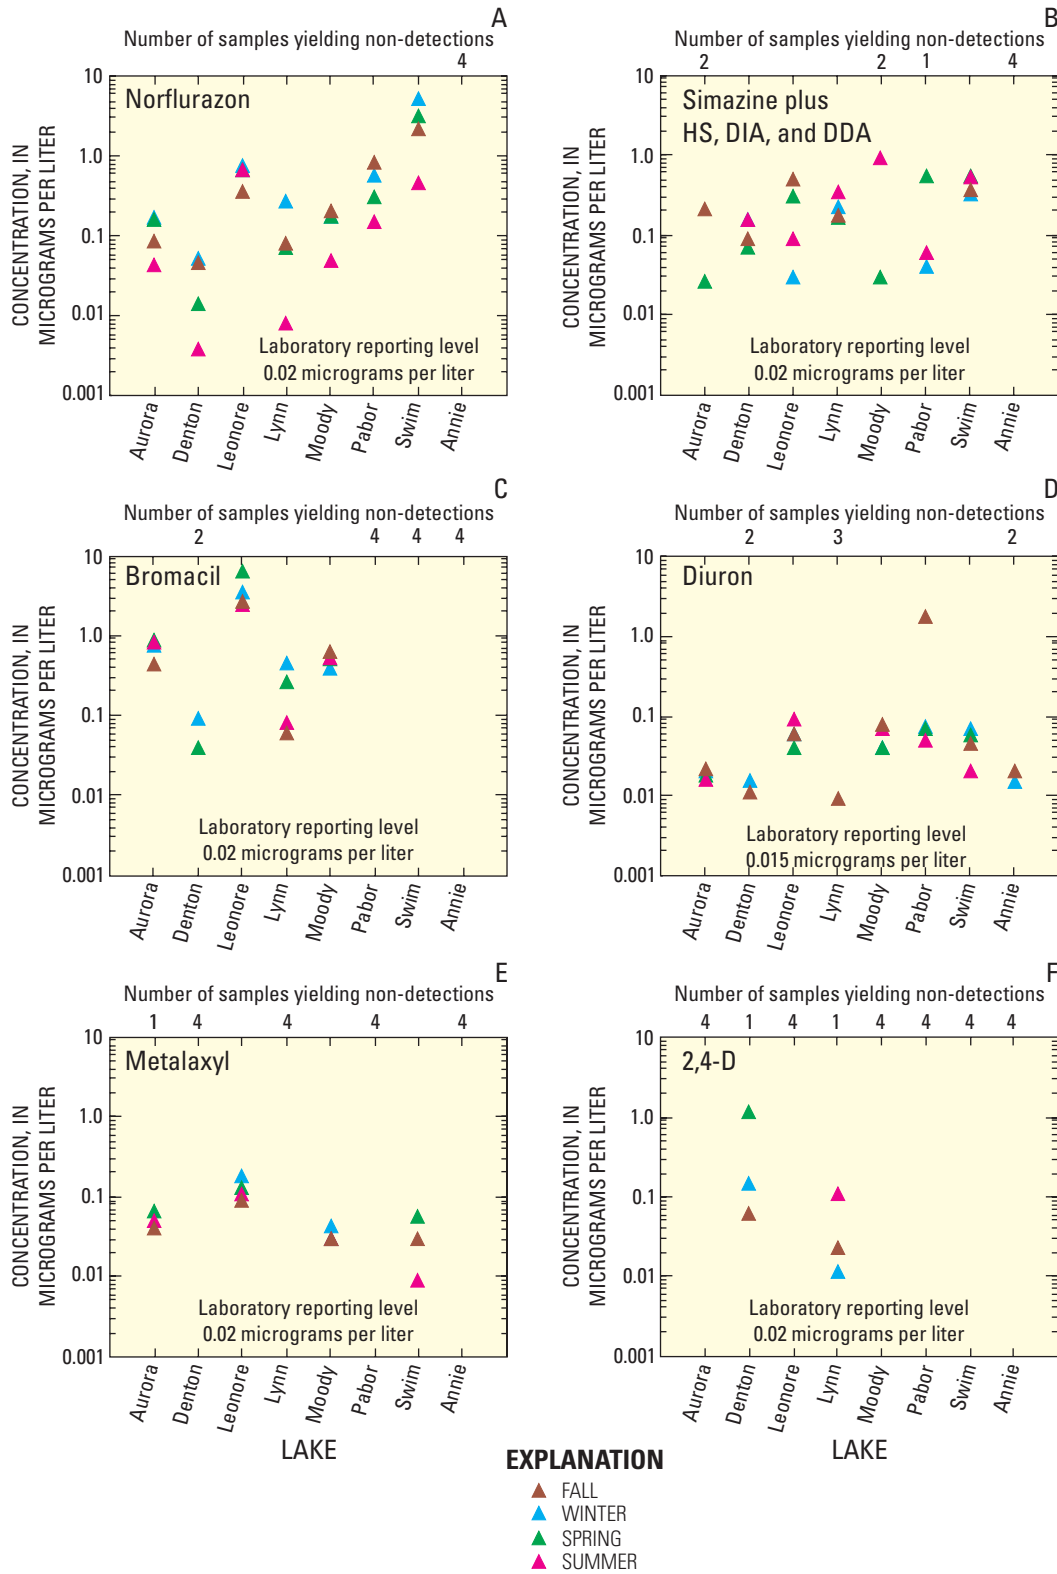 A
Number of samples yielding non-detections
4
10
1.0
0.1
0.01
0.001
CONCENTRATION, IN
MICROGRAMS PER LITER
Norflurazon
Laboratory reporting level
0.02 micrograms per liter
Aurora
Denton
Leonore
Lynn
Moody
Pabor
Swim
Annie
B
Number of samples yielding non-detections
2 2 1 4
10
1.0
0.1
0.01
0.001
CONCENTRATION, IN
MICROGRAMS PER LITER
Simazine plus
HS, DIA, and DDA
Laboratory reporting level
0.02 micrograms per liter
Aurora
Denton
Leonore
Lynn
Moody
Pabor
Swim
Annie
C
Number of samples yielding non-detections
2 4 4 4
10
1.0
0.1
0.01
0.001
CONCENTRATION, IN
MICROGRAMS PER LITER
Bromacil
Laboratory reporting level
0.02 micrograms per liter
Aurora
Denton
Leonore
Lynn
Moody
Pabor
Swim
Annie
D
Number of samples yielding non-detections
2 3 2
10
1.0
0.1
0.01
0.001
CONCENTRATION, IN
MICROGRAMS PER LITER
Diuron
Laboratory reporting level
0.015 micrograms per liter
Aurora
Denton
Leonore
Lynn
Moody
Pabor
Swim
Annie
E
Number of samples yielding non-detections
1 4 4 4 4
10
1.0
0.1
0.01
0.001
CONCENTRATION, IN
MICROGRAMS PER LITER
Metalaxyl
Laboratory reporting level
0.02 micrograms per liter
Aurora
Denton
Leonore
Lynn
Moody
Pabor
Swim
Annie
LAKE
F
Number of samples yielding non-detections
4 1 4 1 4 4 4 4
10
1.0
0.1
0.01
0.001
CONCENTRATION, IN
MICROGRAMS PER LITER
2,4-D
Laboratory reporting level
0.02 micrograms per liter
Aurora
Denton
Leonore
Lynn
Moody
Pabor
Swim
Annie
LAKE
EXPLANATION
FALL
WINTER
SPRING
SUMMER